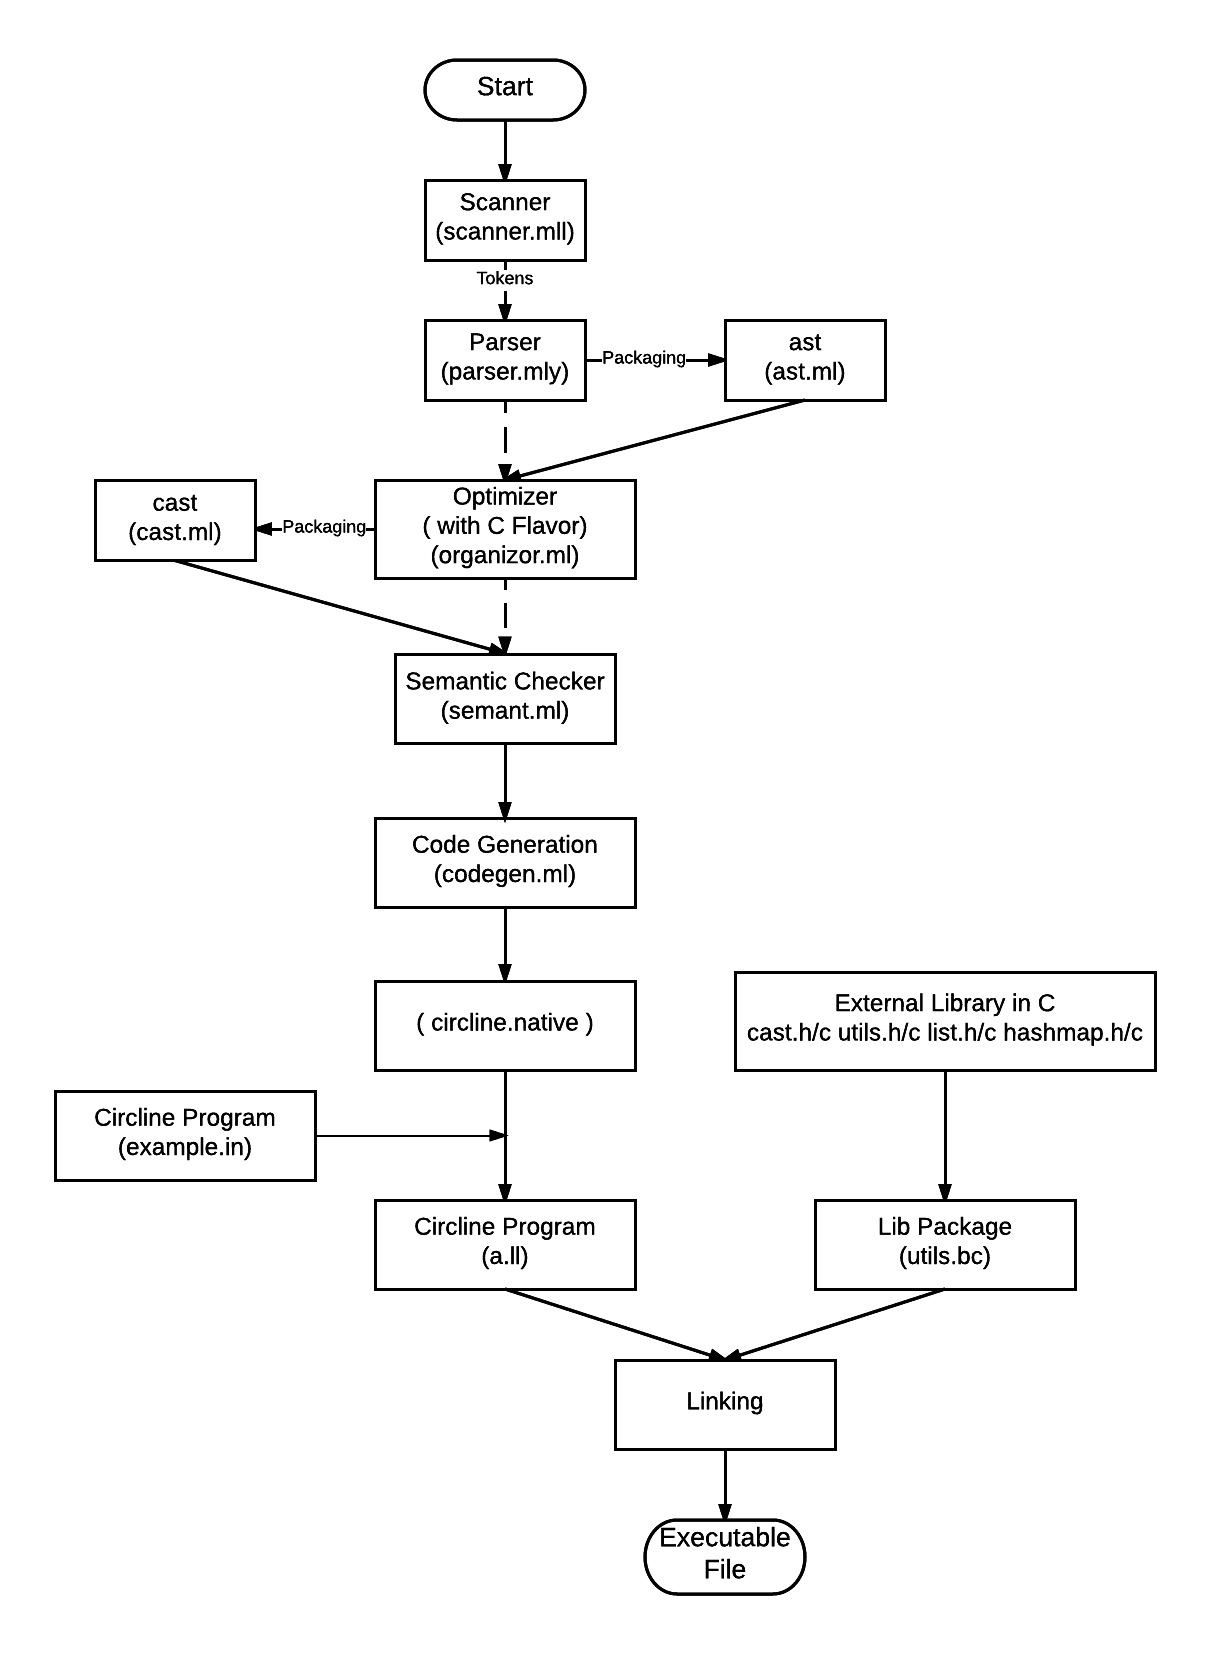 Start
Scanner
(scanner.mll)
Tokens
Parser
(parser.mly)
Packaging
ast
(ast.ml)
cast
(cast.ml)
Packaging
Optimizer
( with C Flavor)
(organizor.ml)
Semantic Checker
(semant.ml)
Code Generation
(codegen.ml)
( circline.native )
External Library in C
cast.h/c utils.h/c list.h/c hashmap.h/c
Circline Program
(example.in)
Circline Program
(a.ll)
Lib Package
(utils.bc)
Linking
Executable
File